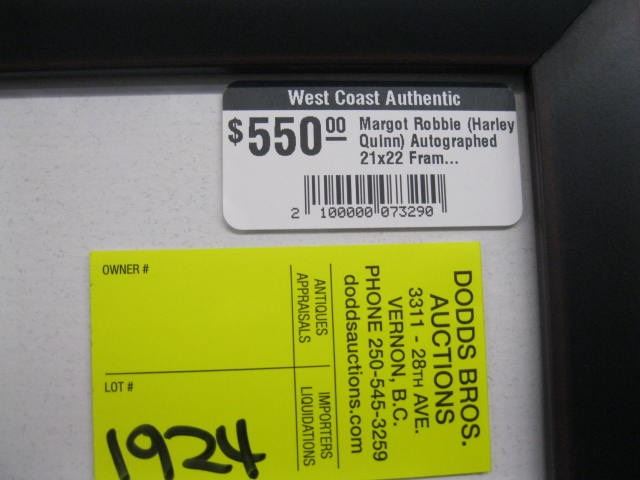 West Coast Authentic
$550.00
Margot Robbie (Harley
Quinn) Autographed
21x22 Fram...
2 100000 073290
OWNER #
LOT #
1924
ANTIQUES
APPRAISALS
IMPORTERS
LIQUIDATIONS
DODDS BROS.
AUCTIONS
3311 - 28TH AVE.
VERNON, B.C.
PHONE 250-545-3259
doddsauctions.com